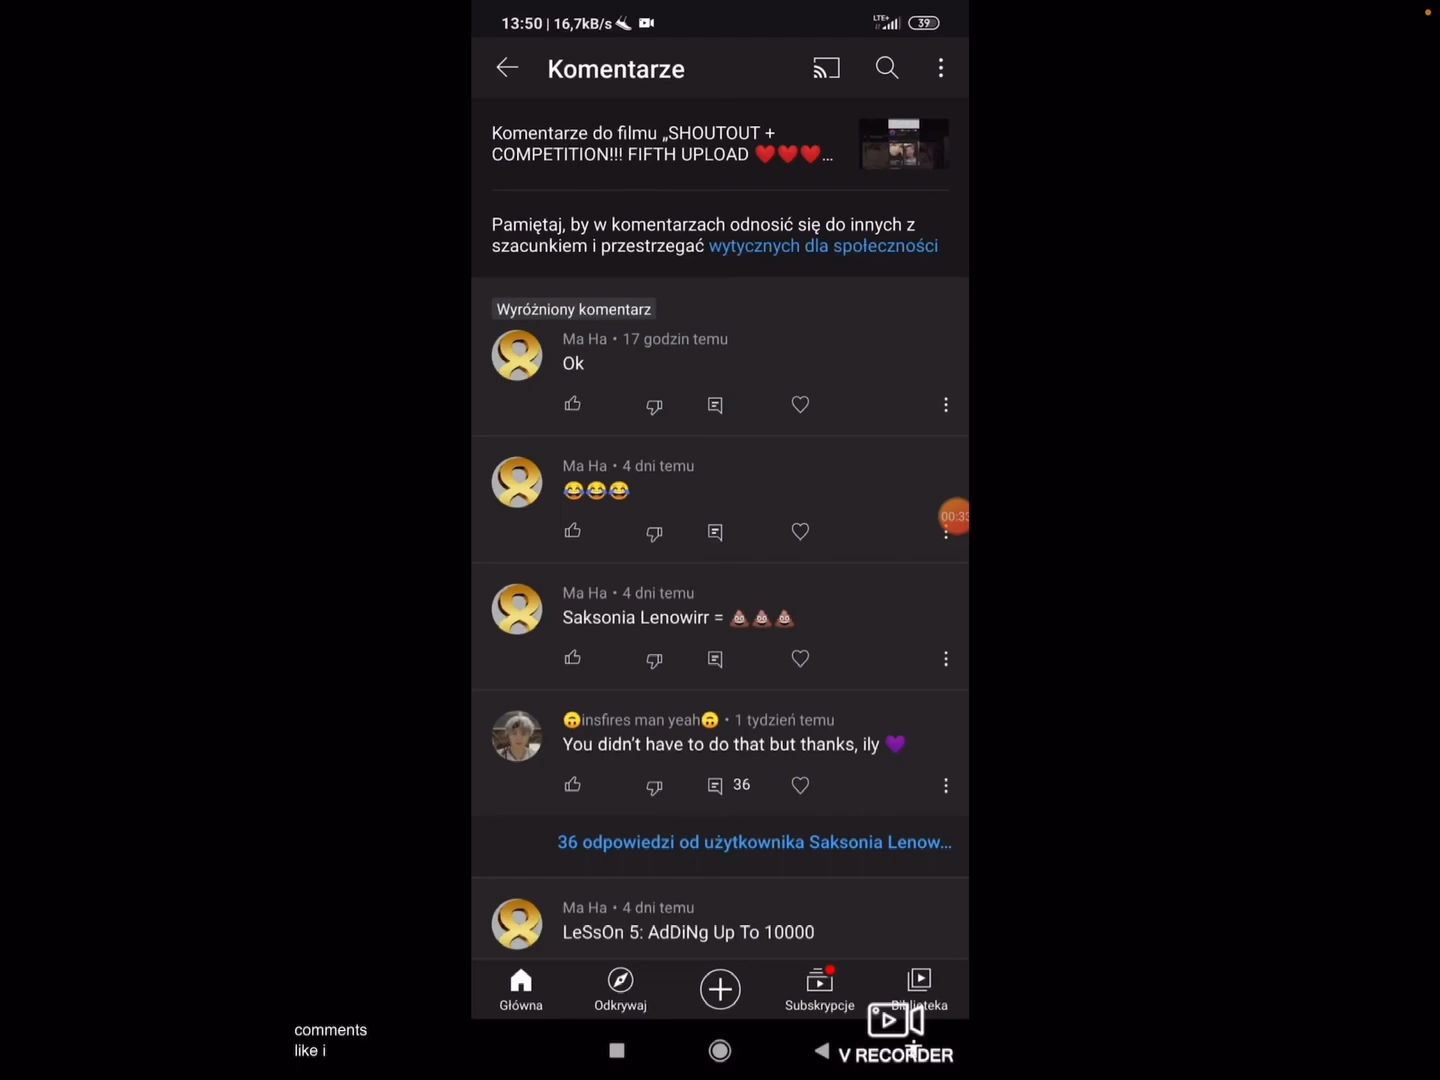 13:50 | 16,7kB/s
LTE+
39
Komentarze
Komentarze do filmu „SHOUTOUT +
COMPETITION!!! FIFTH UPLOAD ❤️❤️❤️...
Pamiętaj, by w komentarzach odnosić się do innych z
szacunkiem i przestrzegać wytycznych dla społeczności
Wyróżniony komentarz
Ma Ha • 17 godzin temu
Ok
Ma Ha • 4 dni temu
😂😂😂
00:33
Ma Ha • 4 dni temu
Saksonia Lenowirr = 💩💩💩
🙃insfires man yeah🙃 • 1 tydzień temu
You didn’t have to do that but thanks, ily 💜
36
36 odpowiedzi od użytkownika Saksonia Lenow...
Ma Ha • 4 dni temu
LeSsOn 5: AdDiNg Up To 10000
Główna
Odkrywaj
Subskrypcje
Biblioteka
comments
like i
V RECORDER